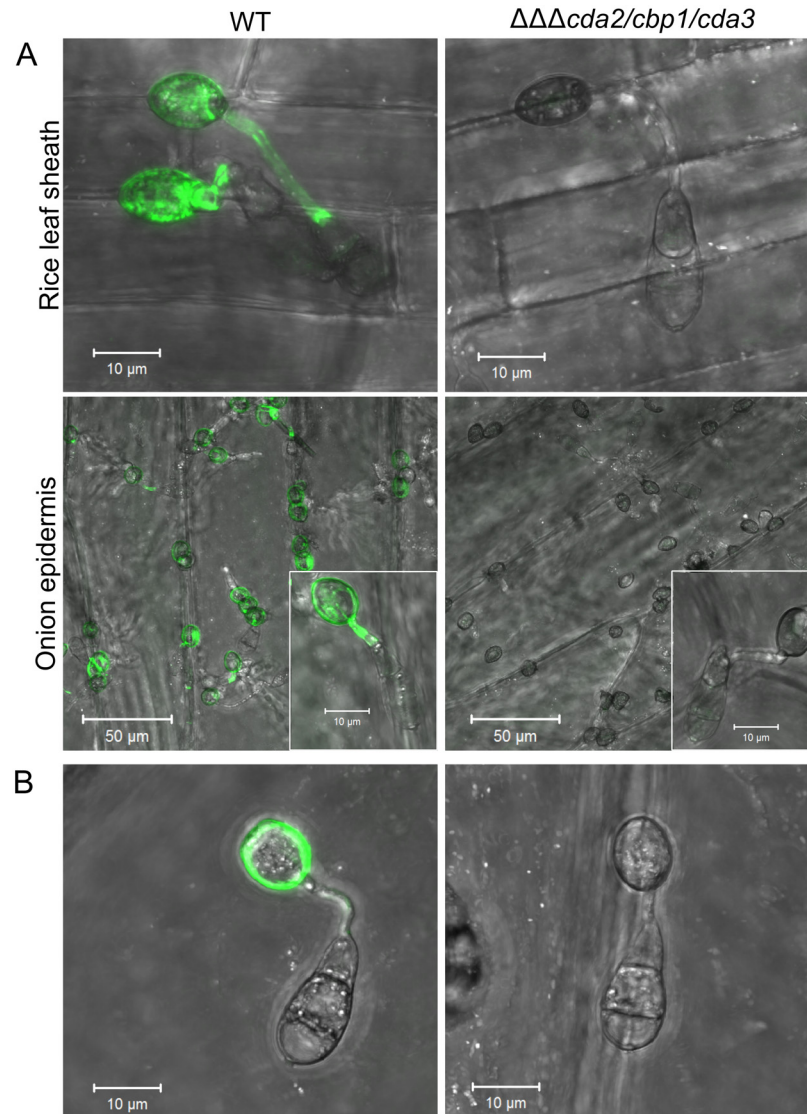 WT
ΔΔΔcda2/cbp1/cda3
A
Rice leaf sheath
10 µm
10 µm
Onion epidermis
50 µm
10 µm
50 µm
10 µm
B
10 µm
10 µm